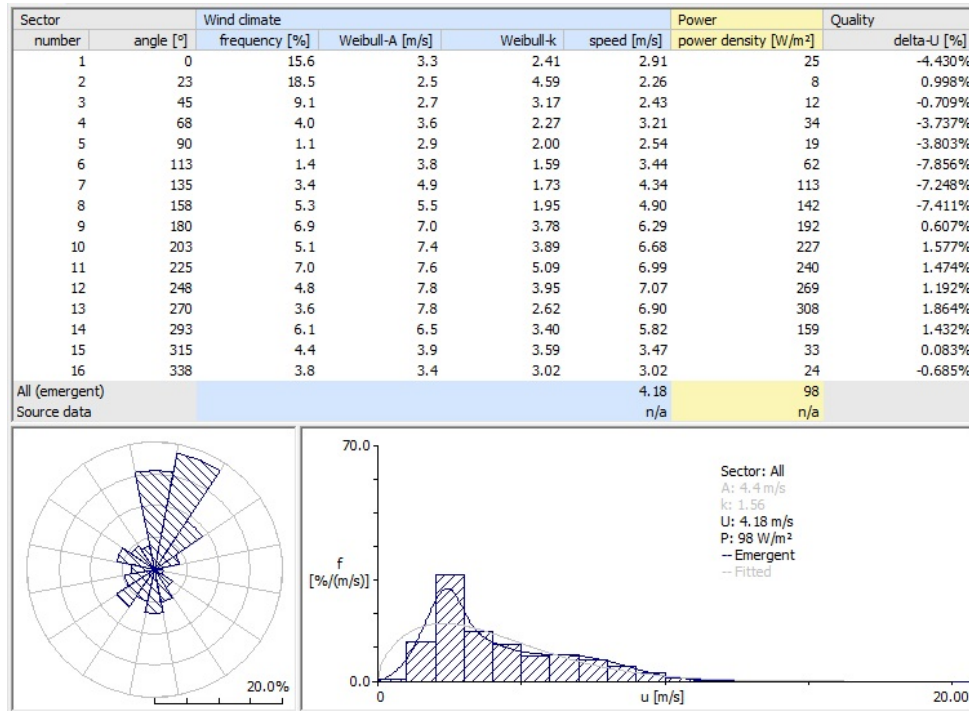 Sector Wind climate Power Quality
number angle [º] frequency [%] Weibull-A [m/s] Weibull-k speed [m/s] power density [W/m²] delta-U [%]
1 0 15.6 3.3 2.41 2.91 25 -4.430%
2 23 18.5 2.5 4.59 2.26 8 0.998%
3 45 9.1 2.7 3.17 2.43 12 -0.709%
4 68 4.0 3.6 2.27 3.21 34 -3.737%
5 90 1.1 2.9 2.00 2.54 19 -3.803%
6 113 1.4 3.8 1.59 3.44 62 -7.856%
7 135 3.4 4.9 1.73 4.34 113 -7.248%
8 158 5.3 5.5 1.95 4.90 142 -7.411%
9 180 6.9 7.0 3.78 6.29 192 0.607%
10 203 5.1 7.4 3.89 6.68 227 1.577%
11 225 7.0 7.6 5.09 6.99 240 1.474%
12 248 4.8 7.8 3.95 7.07 269 1.192%
13 270 3.6 7.8 2.62 6.90 308 1.864%
14 293 6.1 6.5 3.40 5.82 159 1.432%
15 315 4.4 3.9 3.59 3.47 33 0.083%
16 338 3.8 3.4 3.02 3.02 24 -0.685%
All (emergent) 4.18 98
Source data n/a n/a
20.0%
70.0
f
[%/(m/s)]
0.0
0 u [m/s] 20.00
Sector: All
A: 4.4 m/s
k: 1.56
U: 4.18 m/s
P: 98 W/m²
-- Emergent
-- Fitted